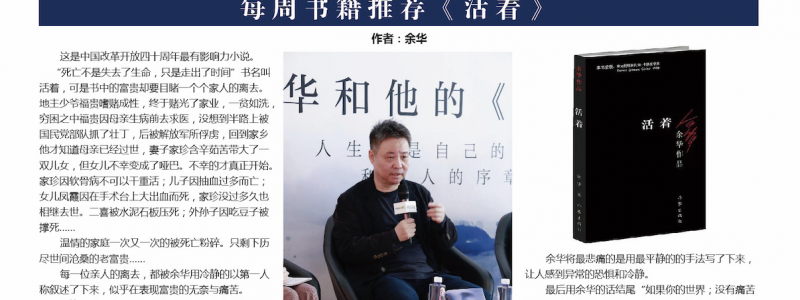 每周书籍推荐《活着》
作者：余华
这是中国改革开放四十周年最有影响力小说。
“死亡不是失去了生命，只是走出了时间”书名叫
活着，可是书中的富贵却要目睹一个个家人的离去。
地主少爷福贵嗜赌成性，终于赌光了家业，一贫如洗，
穷困之中福贵因母亲生病前去求医，没想到半路上被
国民党部队抓了壮丁，后被解放军所俘虏，回到家乡
他才知道母亲已经过世，妻子家珍含辛茹苦带大了一
双儿女，但女儿不幸变成了哑巴。不幸的才真正开始。
家珍因软骨病不可以干重活；儿子因抽血过多而亡；
女儿凤霞因在手术台上大出血而死，家珍没过多久也
相继去世。二喜被水泥石板压死；外孙子因吃豆子被
撑死......
温情的家庭一次又一次的被死亡粉碎。只剩下历
尽世间沧桑的老富贵......
每一位亲人的离去，都被余华用冷静的以第一人
称叙述了下来，似乎在表现富贵的无奈与痛苦。
华和他的《
人生 是自己的
人的序章
余华作品
活着
活着
余华作品
作家出版社
余华将最悲痛的是用最平静的的手法写了下来，
让人感到异常的恐惧和冷静。
最后用余华的话结尾“如果你的世界；没有痛苦